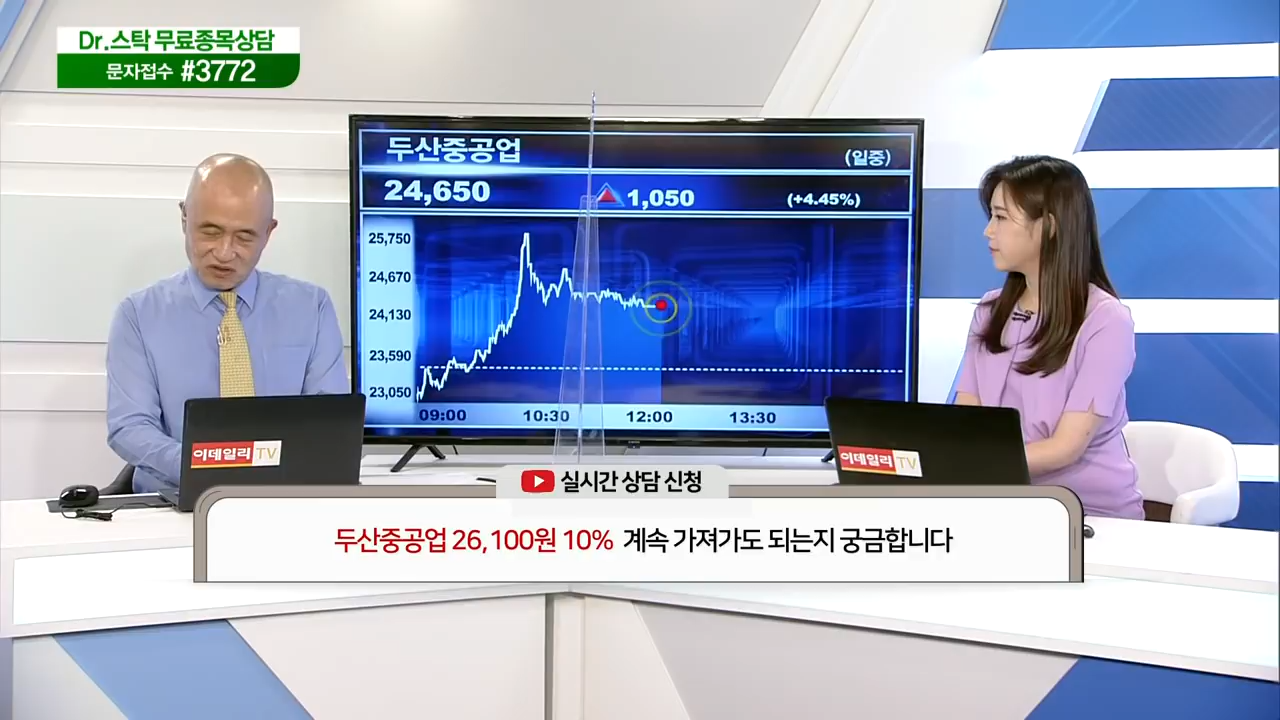 Dr.스탁 무료종목상담
문자접수 #3772
두산중공업 (일중)
24,650 ▲ 1,050 (+4.45%)
25,750
24,670
24,130
23,590
23,050
09:00 10:30 12:00 13:30
이데일리 TV
이데일리 TV
실시간 상담 신청
두산중공업 26,100원 10% 계속 가져가도 되는지 궁금합니다